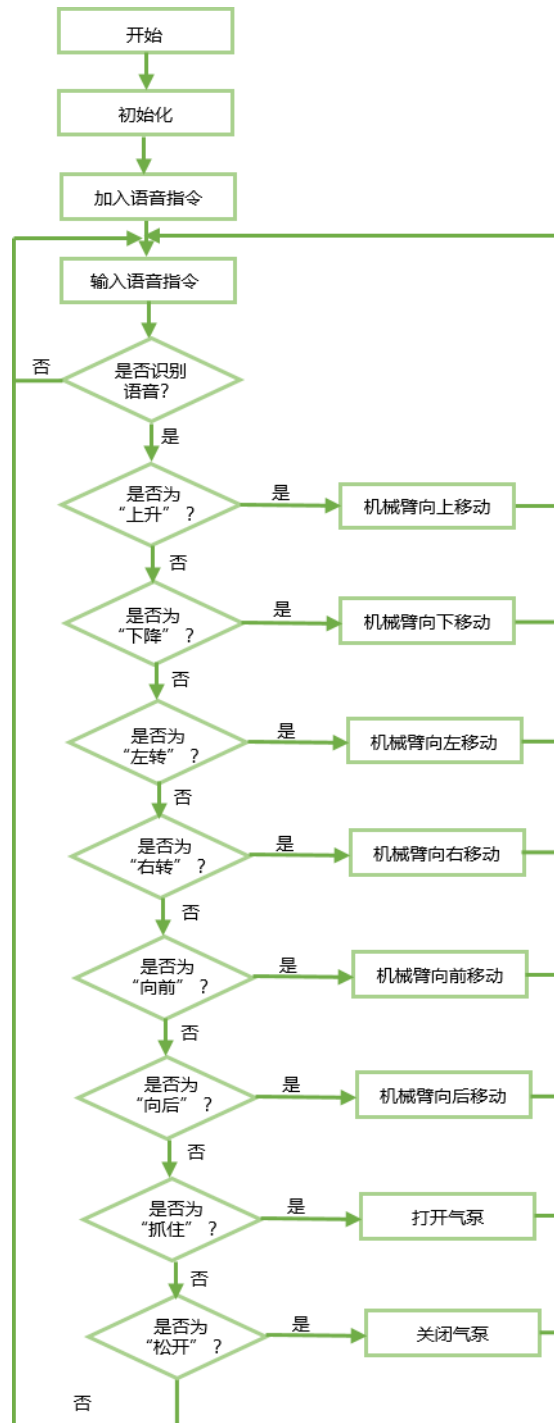 开始
初始化
加入语音指令
输入语音指令
否
是否识别
语音?
是
是否为
“上升” ?
是
机械臂向上移动
否
是否为
“下降” ?
是
机械臂向下移动
否
是否为
“左转” ?
是
机械臂向左移动
否
是否为
“右转” ?
是
机械臂向右移动
否
是否为
“向前” ?
是
机械臂向前移动
否
是否为
“向后” ?
是
机械臂向后移动
否
是否为
“抓住” ?
是
打开气泵
否
是否为
“松开” ?
是
关闭气泵
否